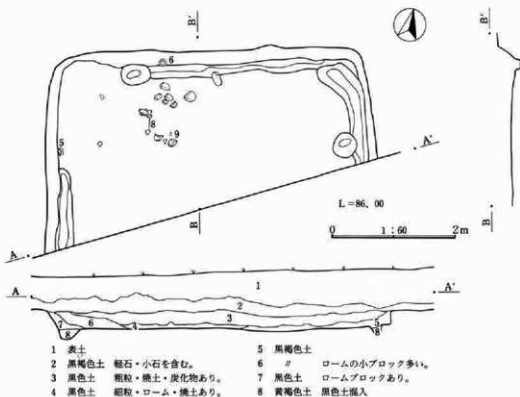 B'
B'
6
8
9
5
A'
L=86、00
0 1:60 2m
A
B
B
A
1
A'
2
3
7 6 4 5
8 8
1 表土
2 黒褐色土 軽石・小石を含む。
3 黒色土 粗粒・焼土・炭化物あり。
4 黒色土 細粒・ローム・焼土あり。
5 黒褐色土
6 〃 ロームの小ブロック多い。
7 黒色土 ロームブロックあり。
8 黄褐色土 黒色土混入